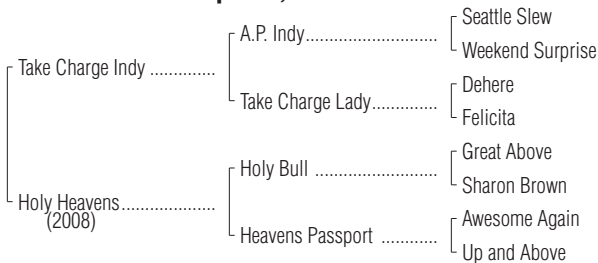 Seattle Slew
A.P. Indy
Weekend Surprise
Take Charge Indy
Dehere
Take Charge Lady
Felicita
Great Above
Holy Bull
Sharon Brown
Holy Heavens
(2008)
Awesome Again
Heavens Passport
Up and Above